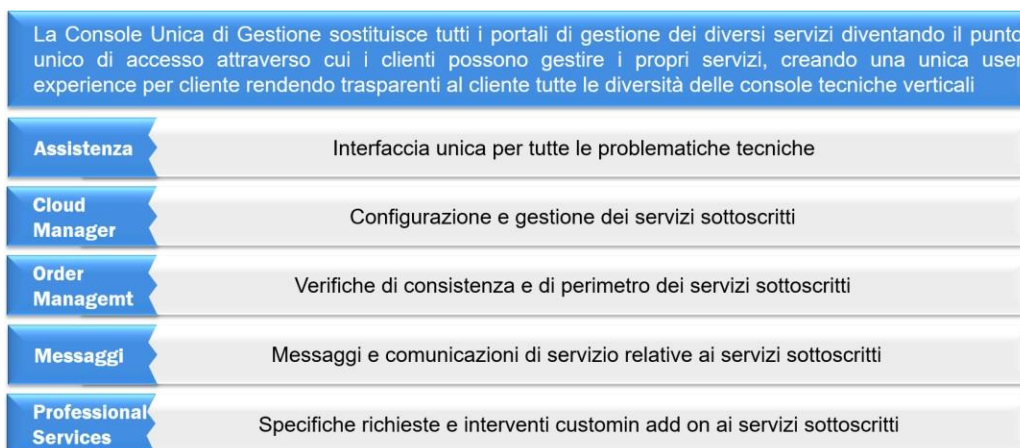 La Console Unica di Gestione sostituisce tutti i portali di gestione dei diversi servizi diventando il punto
unico di accesso attraverso cui i clienti possono gestire i propri servizi, creando una unica user
experience per cliente rendendo trasparenti al cliente tutte le diversità delle console tecniche verticali
Assistenza
Interfaccia unica per tutte le problematiche tecniche
Cloud
Manager
Configurazione e gestione dei servizi sottoscritti
Order
Managemt
Verifiche di consistenza e di perimetro dei servizi sottoscritti
Messaggi
Messaggi e comunicazioni di servizio relative ai servizi sottoscritti
Professional
Services
Specifiche richieste e interventi customin add on ai servizi sottoscritti